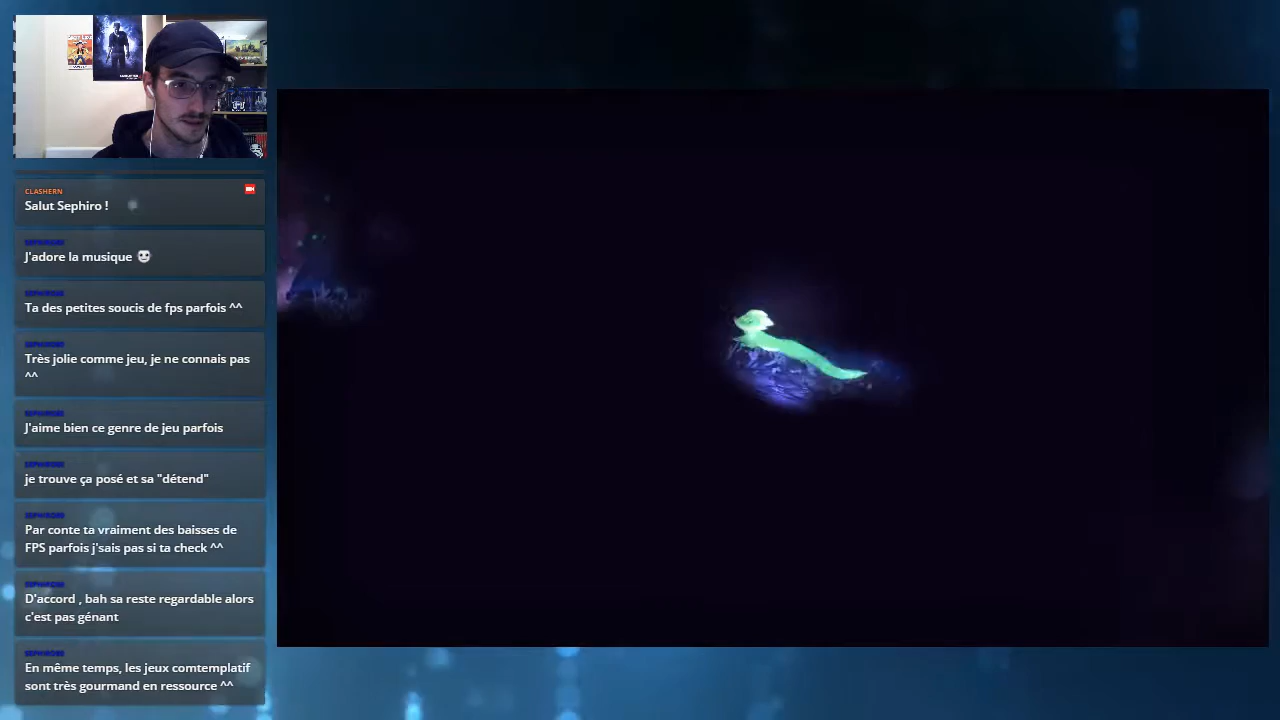 CLASHERN
Salut Sephiro !
J'adore la musique
Ta des petites soucis de fps parfois ^^
Très jolie comme jeu, je ne connais pas
^^
J'aime bien ce genre de jeu parfois
je trouve ça posé et sa "détend"
Par conte ta vraiment des baisses de
FPS parfois j'sais pas si ta check ^^
D'accord , bah sa reste regardable alors
c'est pas génant
En même temps, les jeux comtemplatif
sont très gourmand en ressource ^^